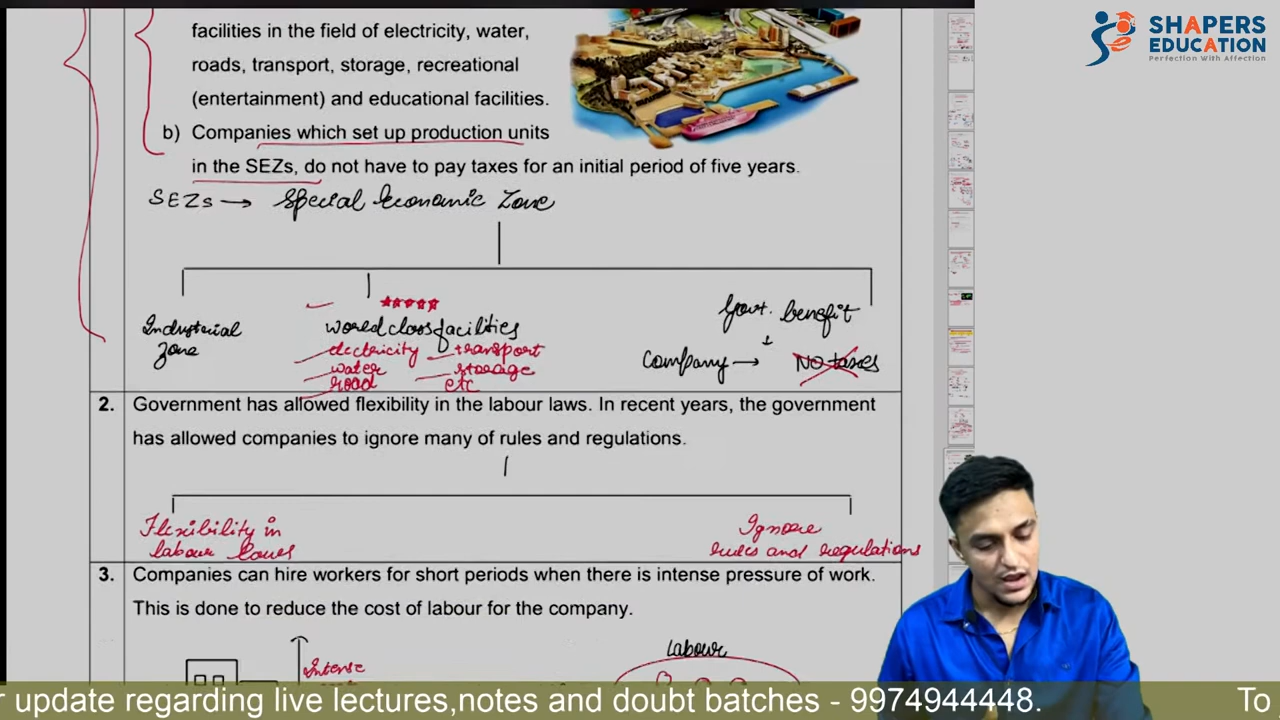 SHAPERS
EDUCATION
Perfection With Affection
facilities in the field of electricity, water,
roads, transport, storage, recreational
(entertainment) and educational facilities.
b) Companies which set up production units
in the SEZs, do not have to pay taxes for an initial period of five years.
SEZs → Special Economic Zone
Industrial
Zone
world class facilities
electricity
transport
water
storage
road
etc
Govt. benefit
Company → No taxes
2. Government has allowed flexibility in the labour laws. In recent years, the government
has allowed companies to ignore many of rules and regulations.
Flexibility in
labour laws
Ignore
rules and regulations
3. Companies can hire workers for short periods when there is intense pressure of work.
This is done to reduce the cost of labour for the company.
Intense
labour
r update regarding live lectures,notes and doubt batches - 9974944448. To